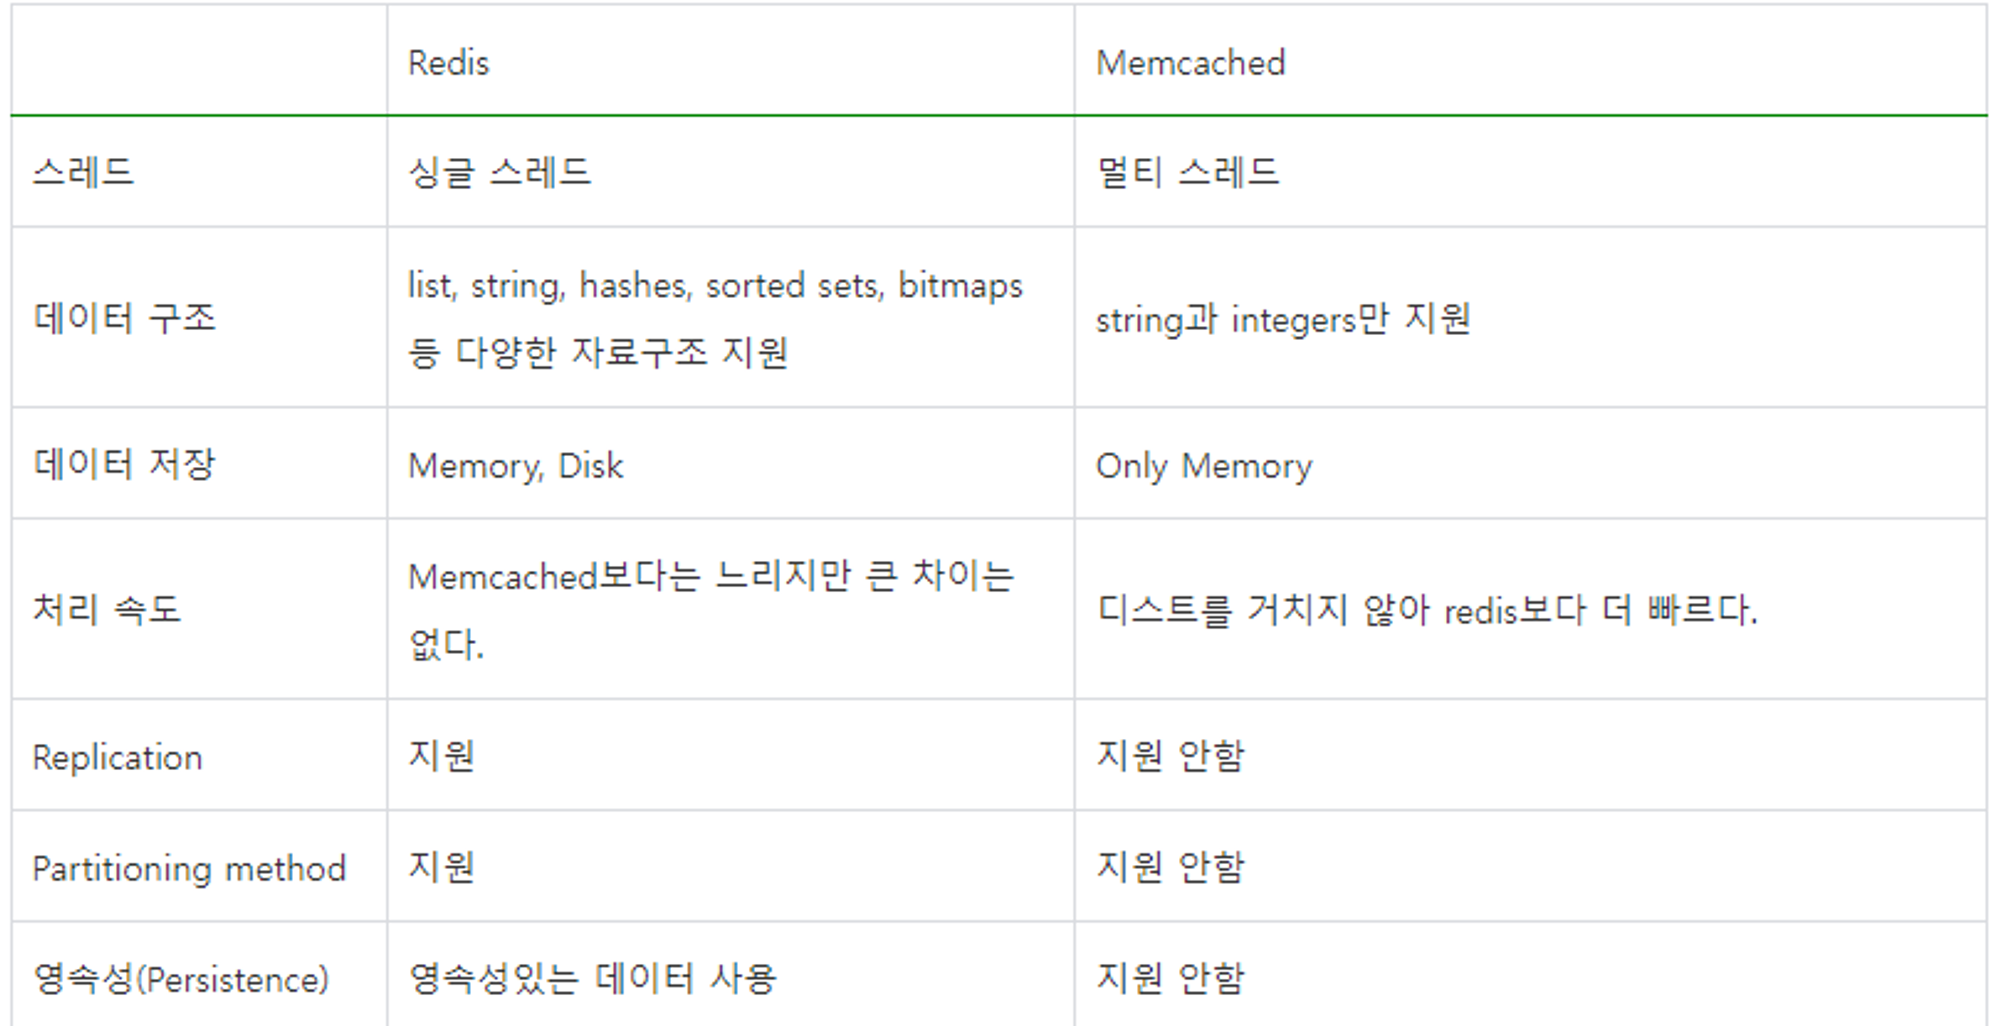 Redis
Memcached
스레드
싱글 스레드
멀티 스레드
데이터 구조
list, string, hashes, sorted sets, bitmaps
등 다양한 자료구조 지원
string과 integers만 지원
데이터 저장
Memory, Disk
Only Memory
처리 속도
Memcached보다는 느리지만 큰 차이는
없다.
디스트를 거치지 않아 redis보다 더 빠르다.
Replication
지원
지원 안함
Partitioning method
지원
지원 안함
영속성(Persistence)
영속성있는 데이터 사용
지원 안함